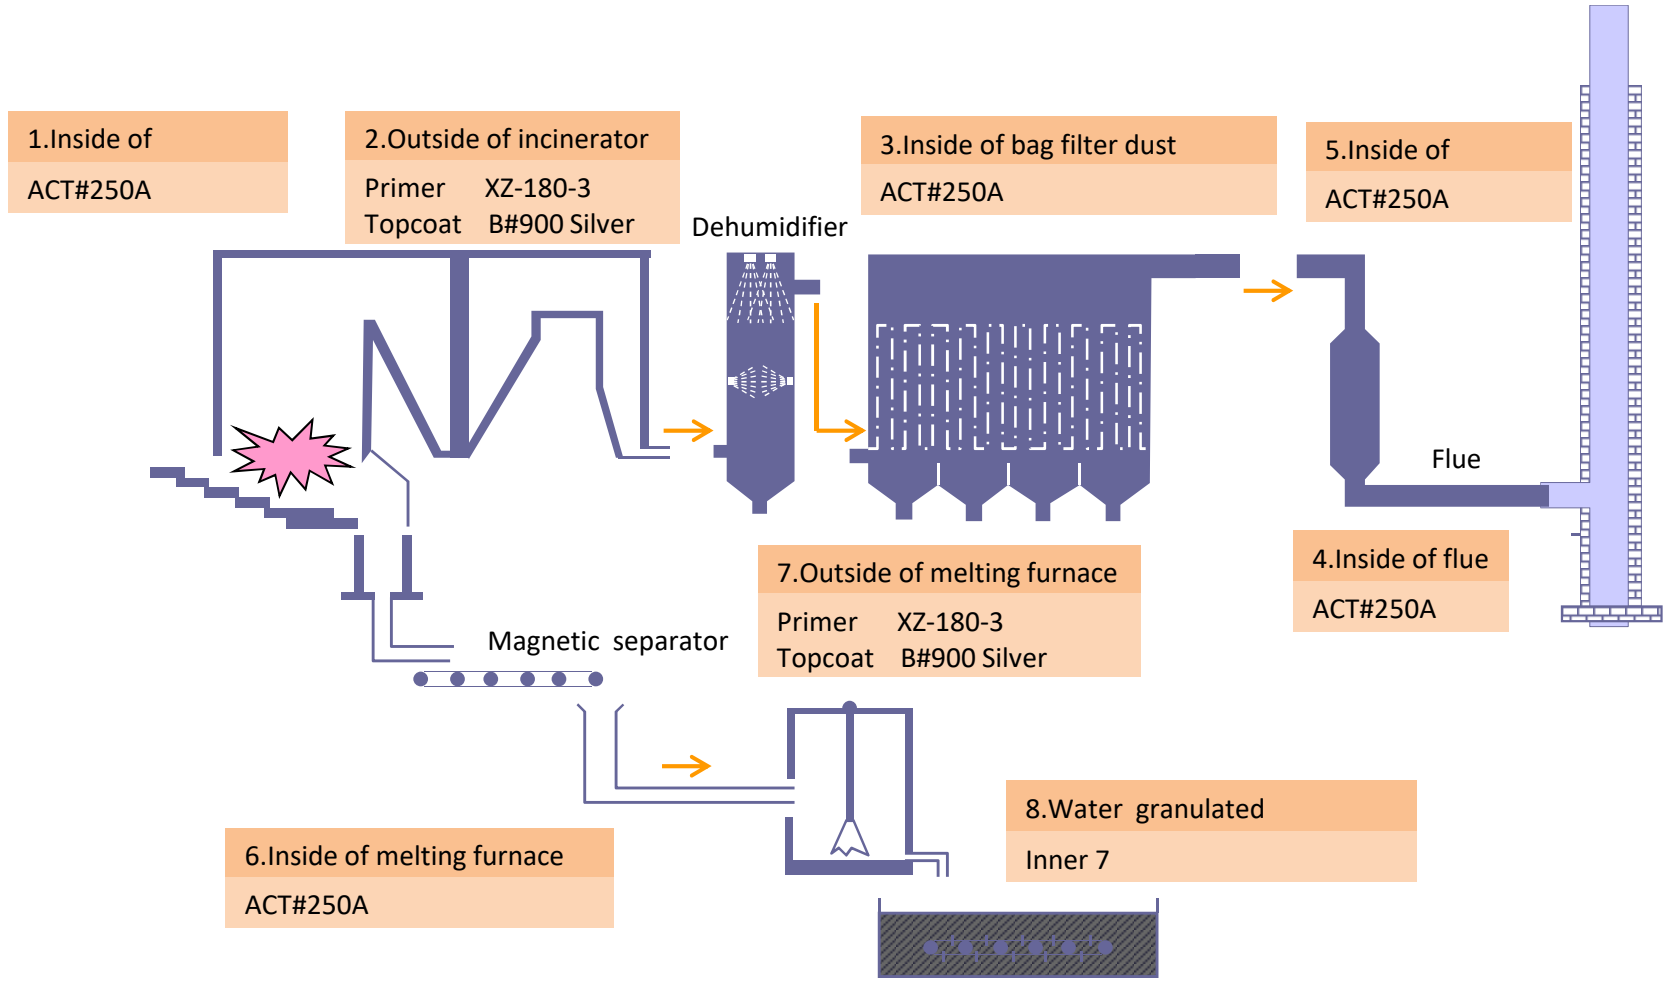 1.Inside of
ACT#250A
2.Outside of incinerator
Primer XZ-180-3
Topcoat B#900 Silver
Dehumidifier
3.Inside of bag filter dust
ACT#250A
5.Inside of
ACT#250A
Flue
4.Inside of flue
ACT#250A
7.Outside of melting furnace
Primer XZ-180-3
Topcoat B#900 Silver
Magnetic separator
6.Inside of melting furnace
ACT#250A
8.Water granulated
Inner 7